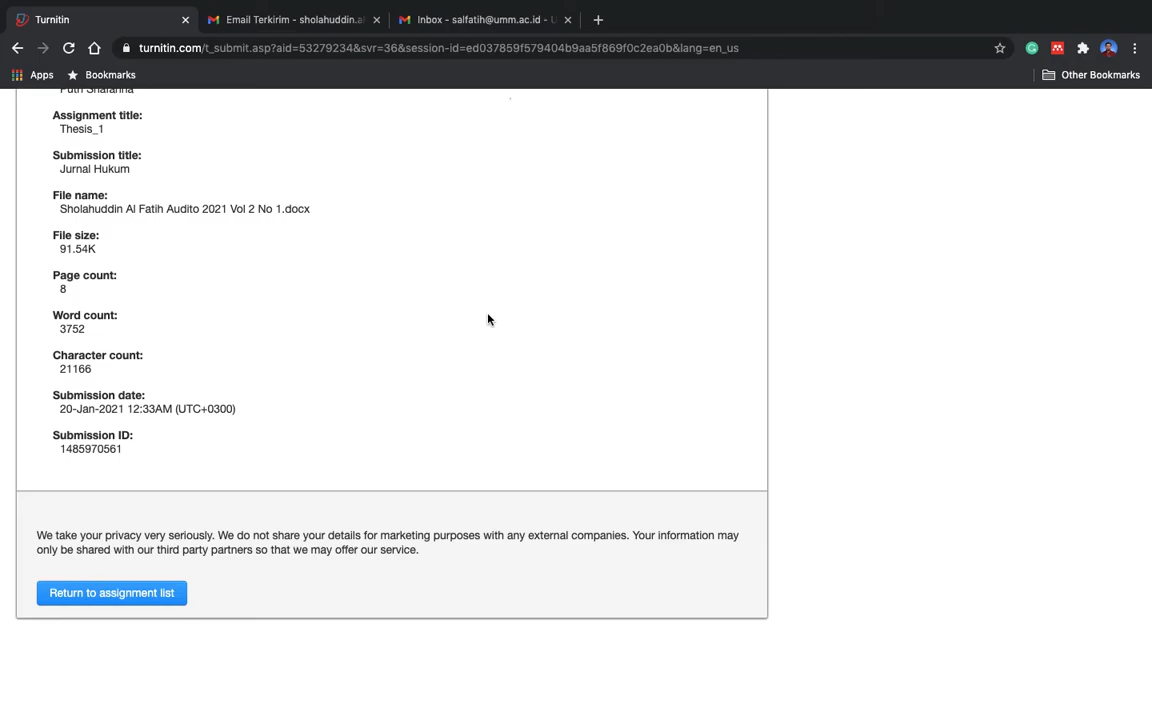 Turnitin
Email Terkirim - sholahuddin.al
Inbox - salfatih@umm.ac.id - U
turnitin.com/t_submit.asp?aid=53279234&svr=36&session-id=ed037859f579404b9aa5f869f0c2ea0b&lang=en_us
Apps
Bookmarks
Other Bookmarks
Assignment title:
Thesis_1
Submission title:
Jurnal Hukum
File name:
Sholahuddin Al Fatih Audito 2021 Vol 2 No 1.docx
File size:
91.54K
Page count:
8
Word count:
3752
Character count:
21166
Submission date:
20-Jan-2021 12:33AM (UTC+0300)
Submission ID:
1485970561
We take your privacy very seriously. We do not share your details for marketing purposes with any external companies. Your information may
only be shared with our third party partners so that we may offer our service.
Return to assignment list